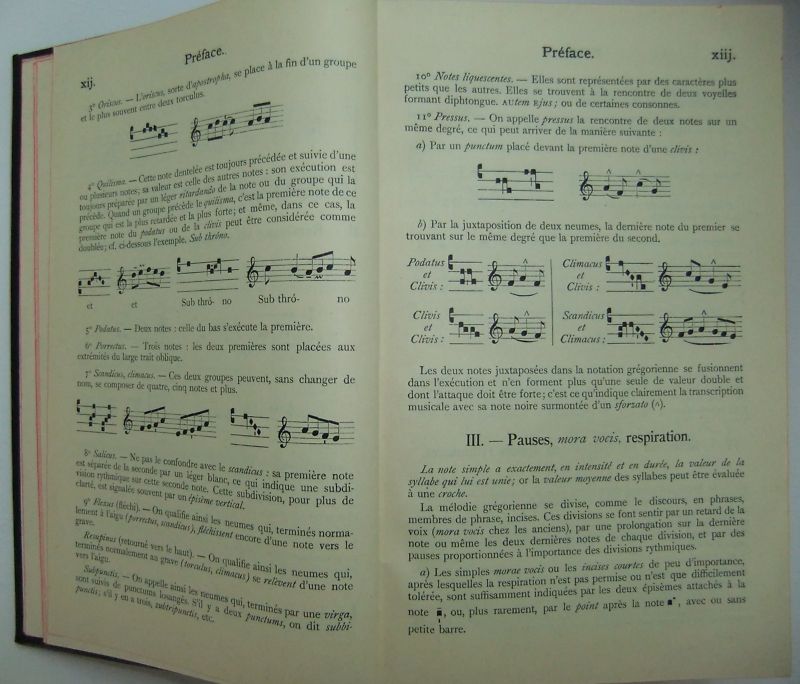 Préface.
xij.
3º Oriscus. — L'oriscus, sorte d'apostropha, se place à la fin d'un groupe
et le plus souvent entre deux torculus.
4º Quilisma. — Cette note dentelée est toujours précédée et suivie d'une
ou plusieurs notes; sa valeur est celle des autres notes : son exécution est
toujours préparée par un léger ritardando de la note ou du groupe qui la
précède. Quand un groupe précède le quilisma, c'est la première note de ce
groupe qui est la plus retardée et la plus forte; et même, dans ce cas, la
première note du podatus ou de la clivis peut être considérée comme
doublée; cf. ci-dessous l'exemple. Sub thróno.
et et Sub thró- no Sub thró- no
5º Podatus. — Deux notes : celle du bas s'exécute la première.
6º Porrectus. — Trois notes : les deux premières sont placées aux
extrémités du large trait oblique.
7º Scandicus, climacus. — Ces deux groupes peuvent, sans changer de
nom, se composer de quatre, cinq notes et plus.
8º Salicus. — Ne pas le confondre avec le scandicus : sa première note
est séparée de la seconde par un léger blanc, ce qui indique une subdi-
vision rythmique sur cette seconde note. Cette subdivision, pour plus de
clarté, est signalée souvent par un épisème vertical.
9º Flexus (fléchi). — On qualifie ainsi les neumes qui, terminés norma-
lement à l'aigu (porrectus, scandicus), fléchissent encore d'une note vers le
grave.
Resupinus (retourné vers le haut). — On qualifie ainsi les neumes qui,
terminés normalement au grave (torculus, climacus) se relèvent d'une note
vers l'aigu.
Subpunctis. — On appelle ainsi les neumes qui, terminés par une virga,
sont suivis de punctums losangés. S'il y a deux punctums, on dit subbi-
punctis; s'il y en a trois, subtripunctis, etc.
Préface.
xiij.
10º Notes liquescentes. — Elles sont représentées par des caractères plus
petits que les autres. Elles se trouvent à la rencontre de deux voyelles
formant diphtongue. AUtem Ejus; ou de certaines consonnes.
11º Pressus. — On appelle pressus la rencontre de deux notes sur un
même degré, ce qui peut arriver de la manière suivante :
a) Par un punctum placé devant la première note d'une clivis :
b) Par la juxtaposition de deux neumes, la dernière note du premier se
trouvant sur le même degré que la première du second.
Podatus
et
Clivis :
Climacus
et
Clivis :
Clivis
et
Clivis :
Scandicus
et
Climacus :
Les deux notes juxtaposées dans la notation grégorienne se fusionnent
dans l'exécution et n'en forment plus qu'une seule de valeur double et
dont l'attaque doit être forte; c'est ce qu'indique clairement la transcription
musicale avec sa note noire surmontée d'un sforzato (^).
III. — Pauses, mora vocis, respiration.
La note simple a exactement, en intensité et en durée, la valeur de la
syllabe qui lui est unie; or la valeur moyenne des syllabes peut être évaluée
à une croche.
La mélodie grégorienne se divise, comme le discours, en phrases,
membres de phrase, incises. Ces divisions se font sentir par un retard de la
voix (mora vocis chez les anciens), par une prolongation sur la dernière
note ou même les deux dernières notes de chaque division, et par des
pauses proportionnées à l'importance des divisions rythmiques.
a) Les simples morae vocis ou les incises courtes de peu d'importance,
après lesquelles la respiration n'est pas permise ou n'est que difficilement
tolérée, sont suffisamment indiquées par les deux épisèmes attachés à la
note , ou, plus rarement, par le point après la note , avec ou sans
petite barre.